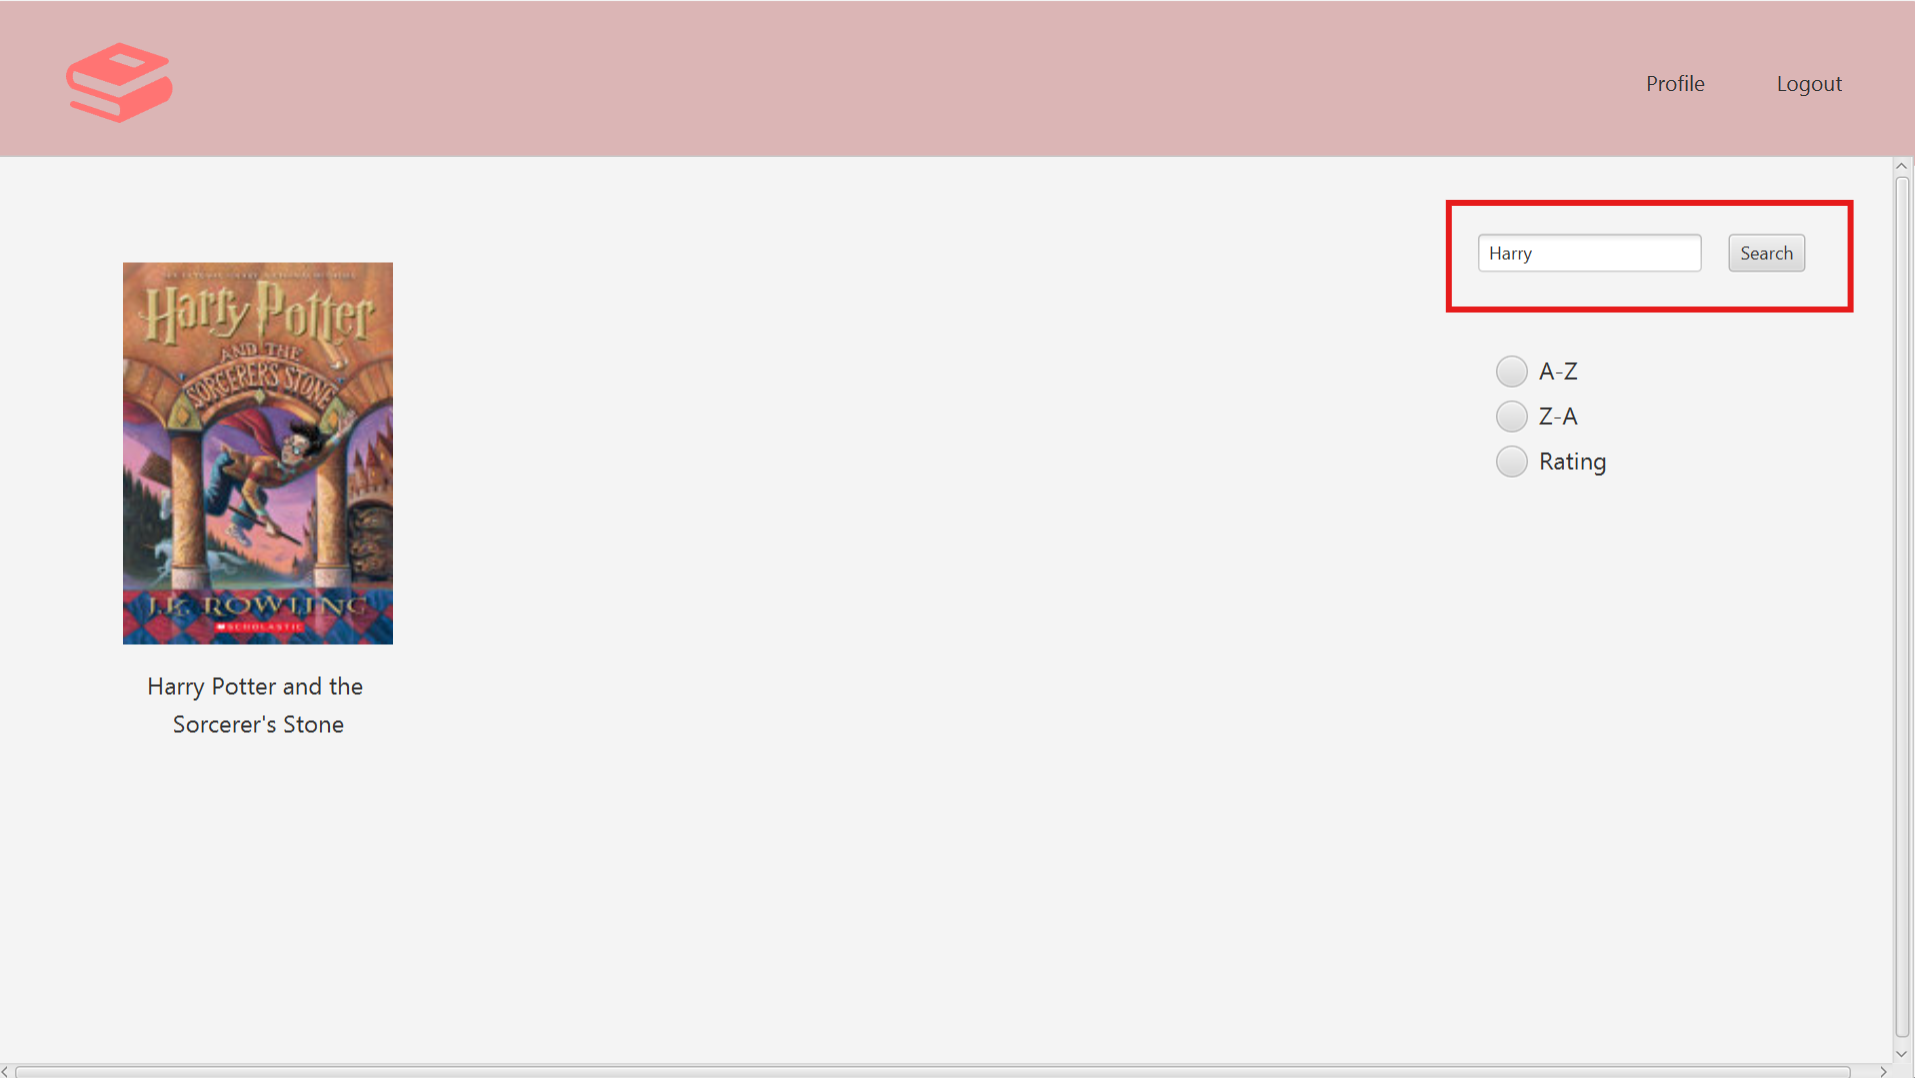 Profile
Logout
Harry
Search
A-Z
Z-A
Rating
Harry Potter
AND THE
SORCERER'S STONE
J.K. ROWLING
SCHOLASTIC
Harry Potter and the
Sorcerer's Stone